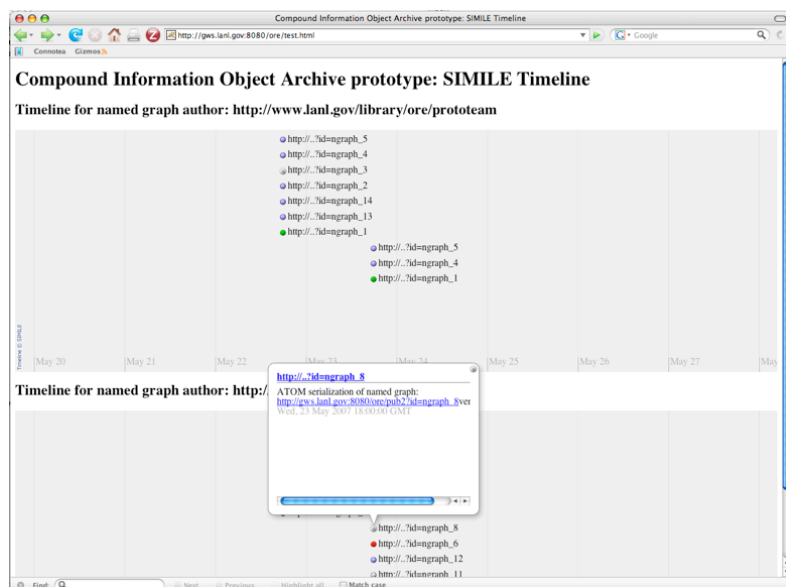 Compound Information Object Archive prototype: SIMILE Timeline
http://gws.lanl.gov:8080/ore/test.html
Google
Connotea Gizmos
Compound Information Object Archive prototype: SIMILE Timeline
Timeline for named graph author: http://www.lanl.gov/library/ore/prototeam
http://..?id=ngraph_5
http://..?id=ngraph_4
http://..?id=ngraph_3
http://..?id=ngraph_2
http://..?id=ngraph_14
http://..?id=ngraph_13
http://..?id=ngraph_1
http://..?id=ngraph_5
http://..?id=ngraph_4
http://..?id=ngraph_1
Timeline © SIMILE
May 20 May 21 May 22 May 23 May 24 May 25 May 26 May 27 May
Timeline for named graph author: http:/
http://..?id=ngraph_8
ATOM serialization of named graph:
http://gws.lanl.gov:8080/ore/pub2?id=ngraph_8ver
Wed, 23 May 2007 18:00:00 GMT
http://..?id=ngraph_8
http://..?id=ngraph_6
http://..?id=ngraph_12
http://..?id=ngraph_11
Find: Next Previous Highlight all Match case